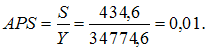 APS = S/Y = 434,6/34774,6 = 0,01.